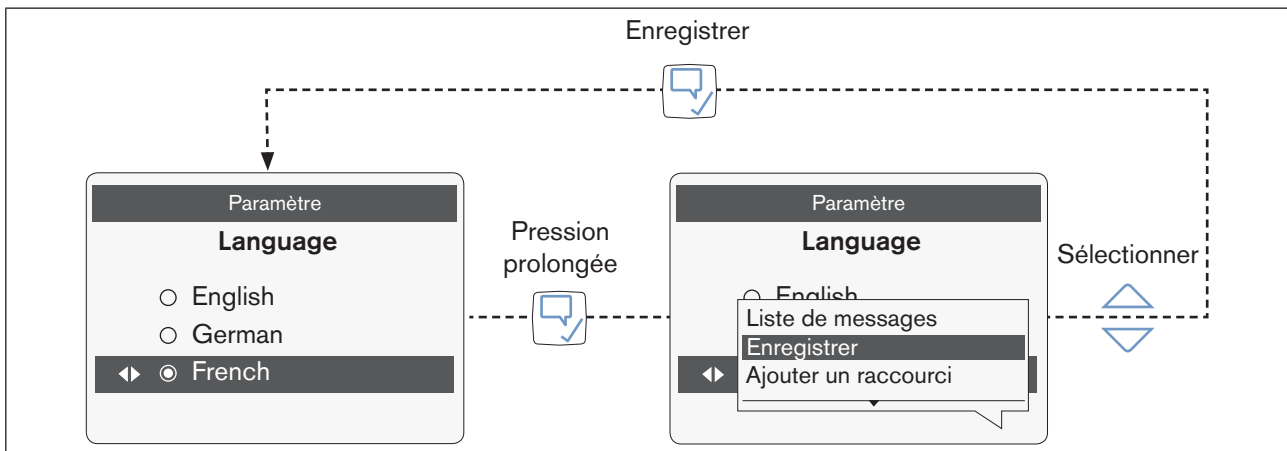 Enregistrer
Paramètre
Language
English
German
French
Pression
prolongée
Paramètre
Language
English
Liste de messages
Enregistrer
Ajouter un raccourci
Sélectionner